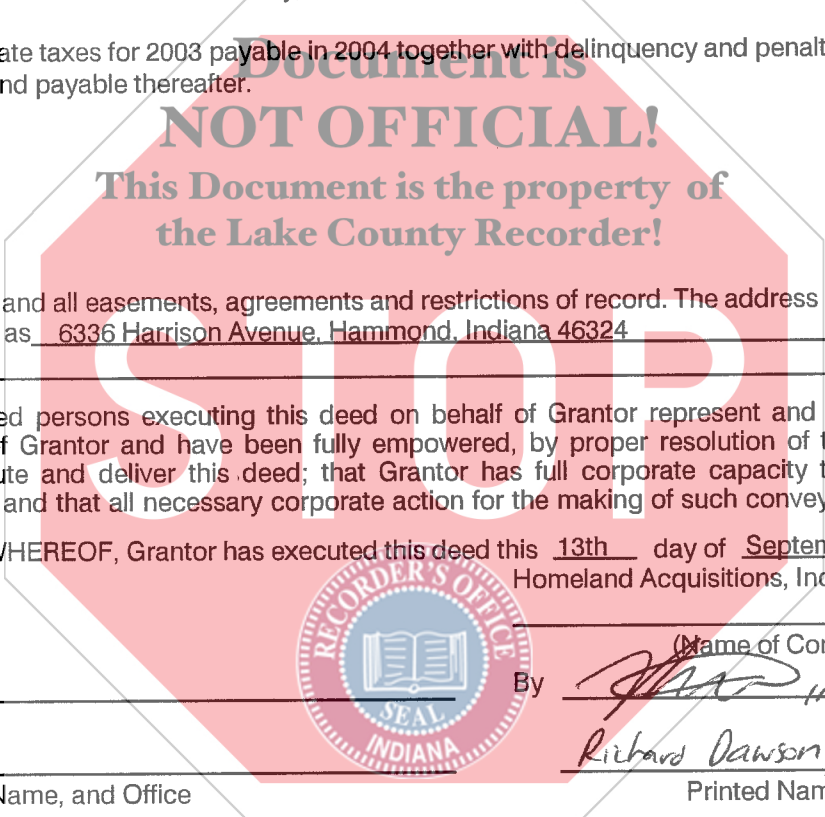 ate taxes for 2003 payable in 2004 together with delinquency and penalt
Document is
nd payable thereafter.
NOT OFFICIAL!
This Document is the property of
the Lake County Recorder!
and all easements, agreements and restrictions of record. The address
as 6336 Harrison Avenue, Hammond, Indiana 46324
STOP
ed persons executing this deed on behalf of Grantor represent and
f Grantor and have been fully empowered, by proper resolution of t
ute and deliver this deed; that Grantor has full corporate capacity t
and that all necessary corporate action for the making of such convey
WHEREOF, Grantor has executed this deed this 13th day of Septem
Homeland Acquisitions, Inc
RECORDER'S OFFICE
(Name of Cor
By
SEAL
INDIANA
Richard Dawson
Name, and Office
Printed Nam